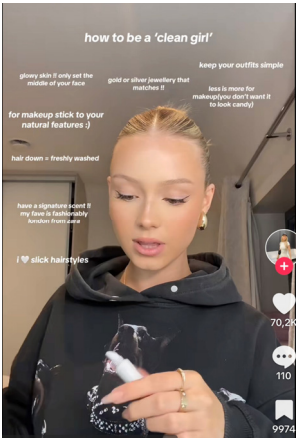 how to be a 'clean girl'
keep your outfits simple
glowy skin !! only set the
middle of your face
gold or silver jewellery that
matches !!
less is more for
makeup(you don't want it
to look candy)
for makeup stick to your
natural features :)
hair down = freshly washed
have a signature scent !!
my fave is fashionably
london from zara
i 🤍 slick hairstyles
70,2K
110
9974